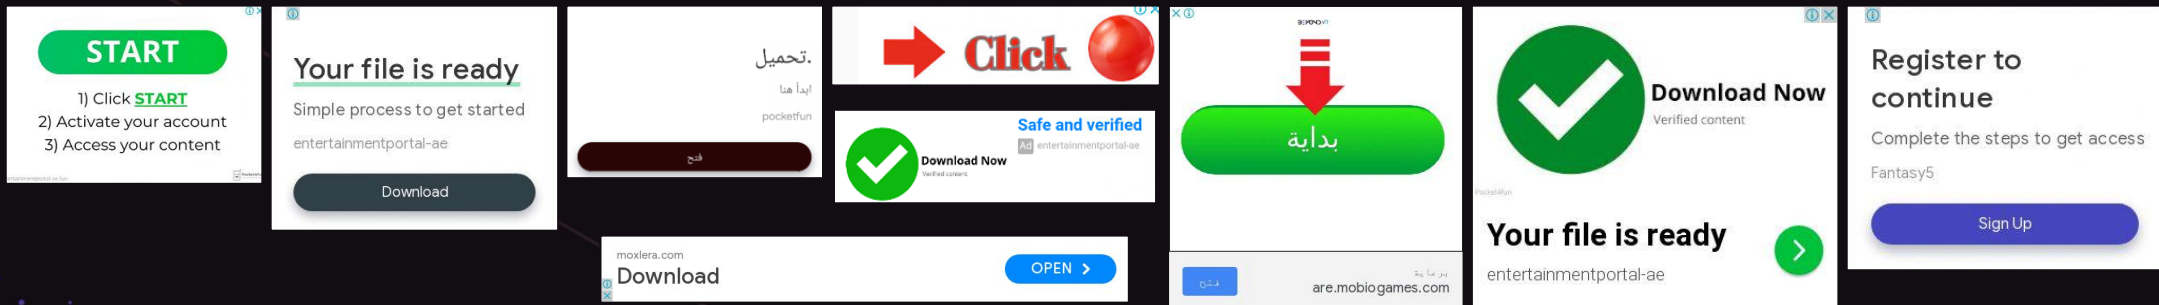 START
1) Click START
2) Activate your account
3) Access your content
Your file is ready
Simple process to get started
entertainmentportal-ae
Download
تحميل.
ابدأ هنا
pocketfun
فتح
Click
Safe and verified
Ad entertainmentportal-ae
Download Now
Verified content
moxlera.com
Download
OPEN
BEYOND
بداية
برعاية
are.mobiogames.com
فتح
Download Now
Verified content
Your file is ready
entertainmentportal-ae
Register to
continue
Complete the steps to get access
Fantasy5
Sign Up